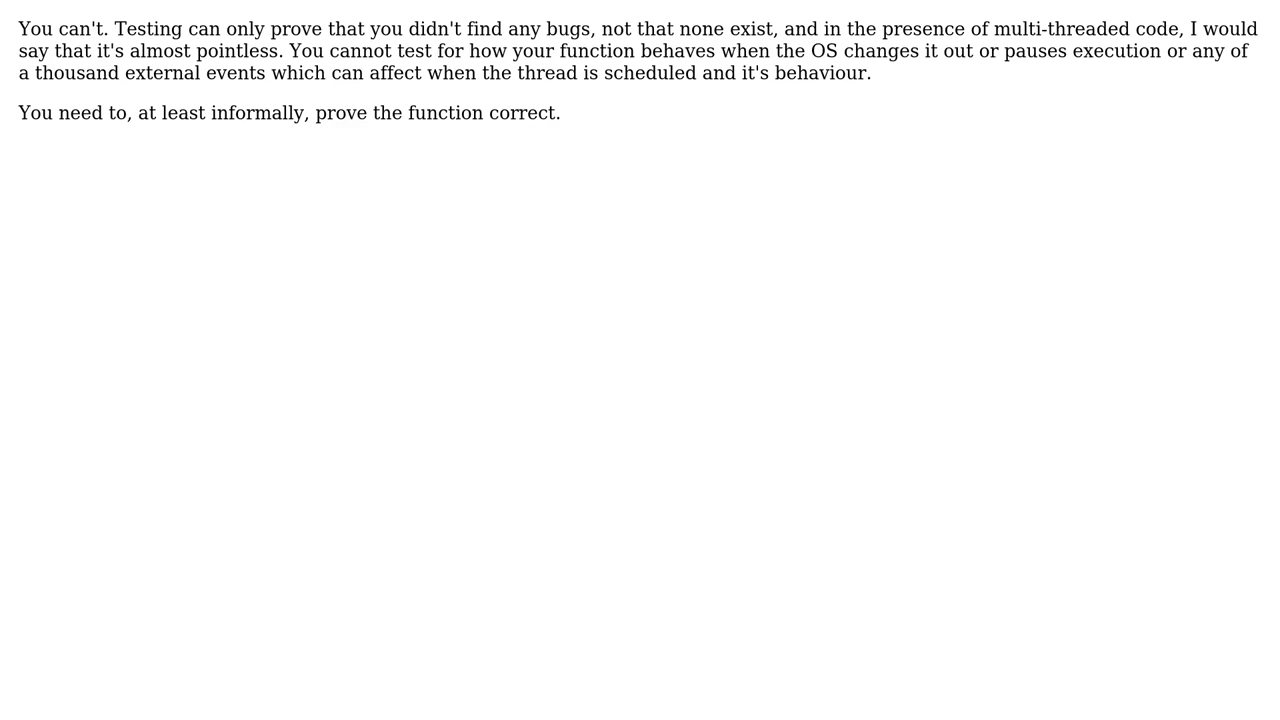 You can't. Testing can only prove that you didn't find any bugs, not that none exist, and in the presence of multi-threaded code, I would
say that it's almost pointless. You cannot test for how your function behaves when the OS changes it out or pauses execution or any of
a thousand external events which can affect when the thread is scheduled and it's behaviour.
You need to, at least informally, prove the function correct.